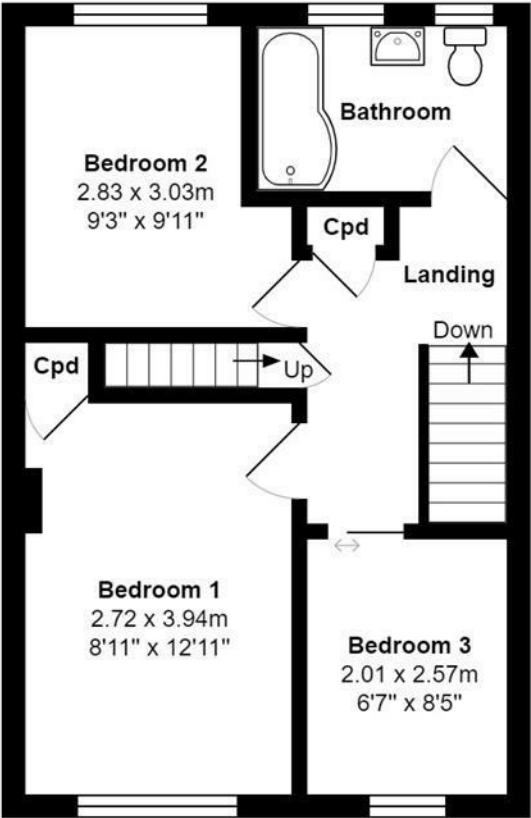 Bathroom
Bedroom 2
2.83 x 3.03m
9'3" x 9'11"
Cpd
Landing
Down
Cpd
Up
Bedroom 1
2.72 x 3.94m
8'11" x 12'11"
Bedroom 3
2.01 x 2.57m
6'7" x 8'5"